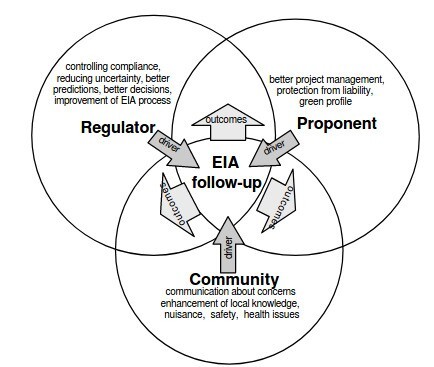 controlling compliance,
reducing uncertainty, better
predictions, better decisions,
improvement of EIA process
Regulator
better project management,
protection from liability,
green profile
Proponent
outcomes
driver
driver
EIA
follow-up
outcomes
outcomes
driver
Community
communication about concerns
enhancement of local knowledge,
nuisance, safety, health issues